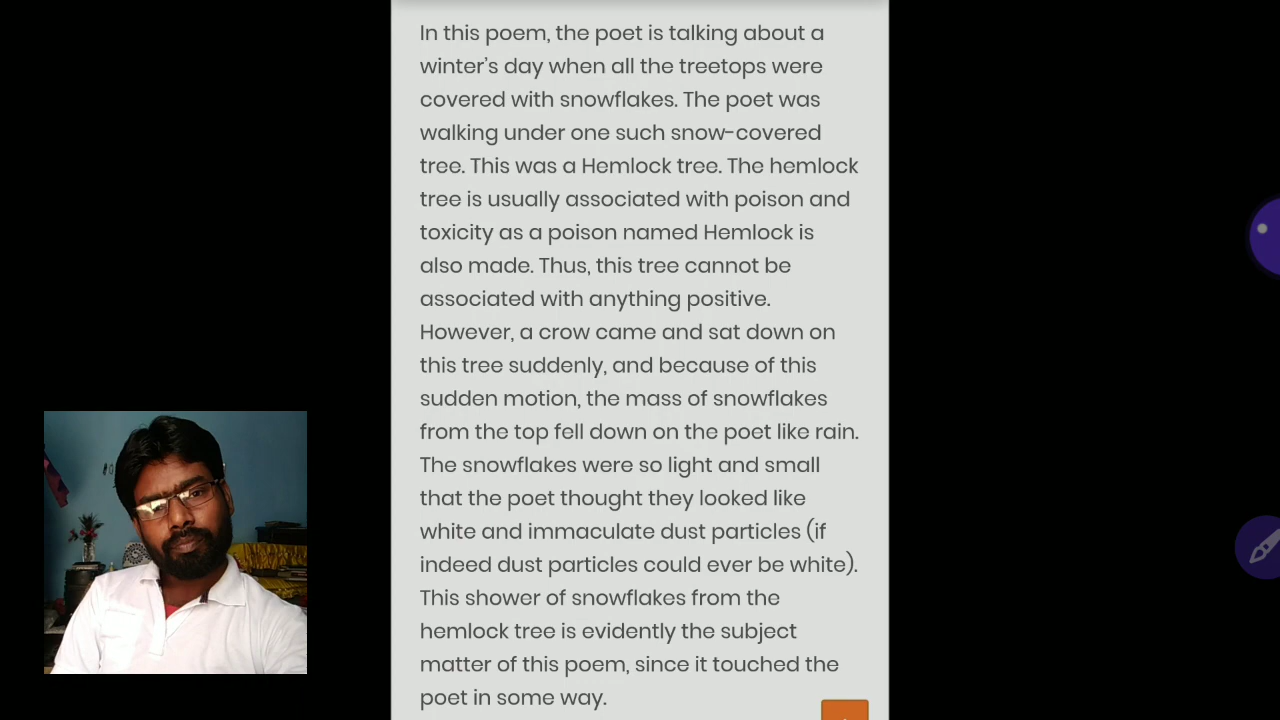 In this poem, the poet is talking about a
winter's day when all the treetops were
covered with snowflakes. The poet was
walking under one such snow-covered
tree. This was a Hemlock tree. The hemlock
tree is usually associated with poison and
toxicity as a poison named Hemlock is
also made. Thus, this tree cannot be
associated with anything positive.
However, a crow came and sat down on
this tree suddenly, and because of this
sudden motion, the mass of snowflakes
from the top fell down on the poet like rain.
The snowflakes were so light and small
that the poet thought they looked like
white and immaculate dust particles (if
indeed dust particles could ever be white).
This shower of snowflakes from the
hemlock tree is evidently the subject
matter of this poem, since it touched the
poet in some way.